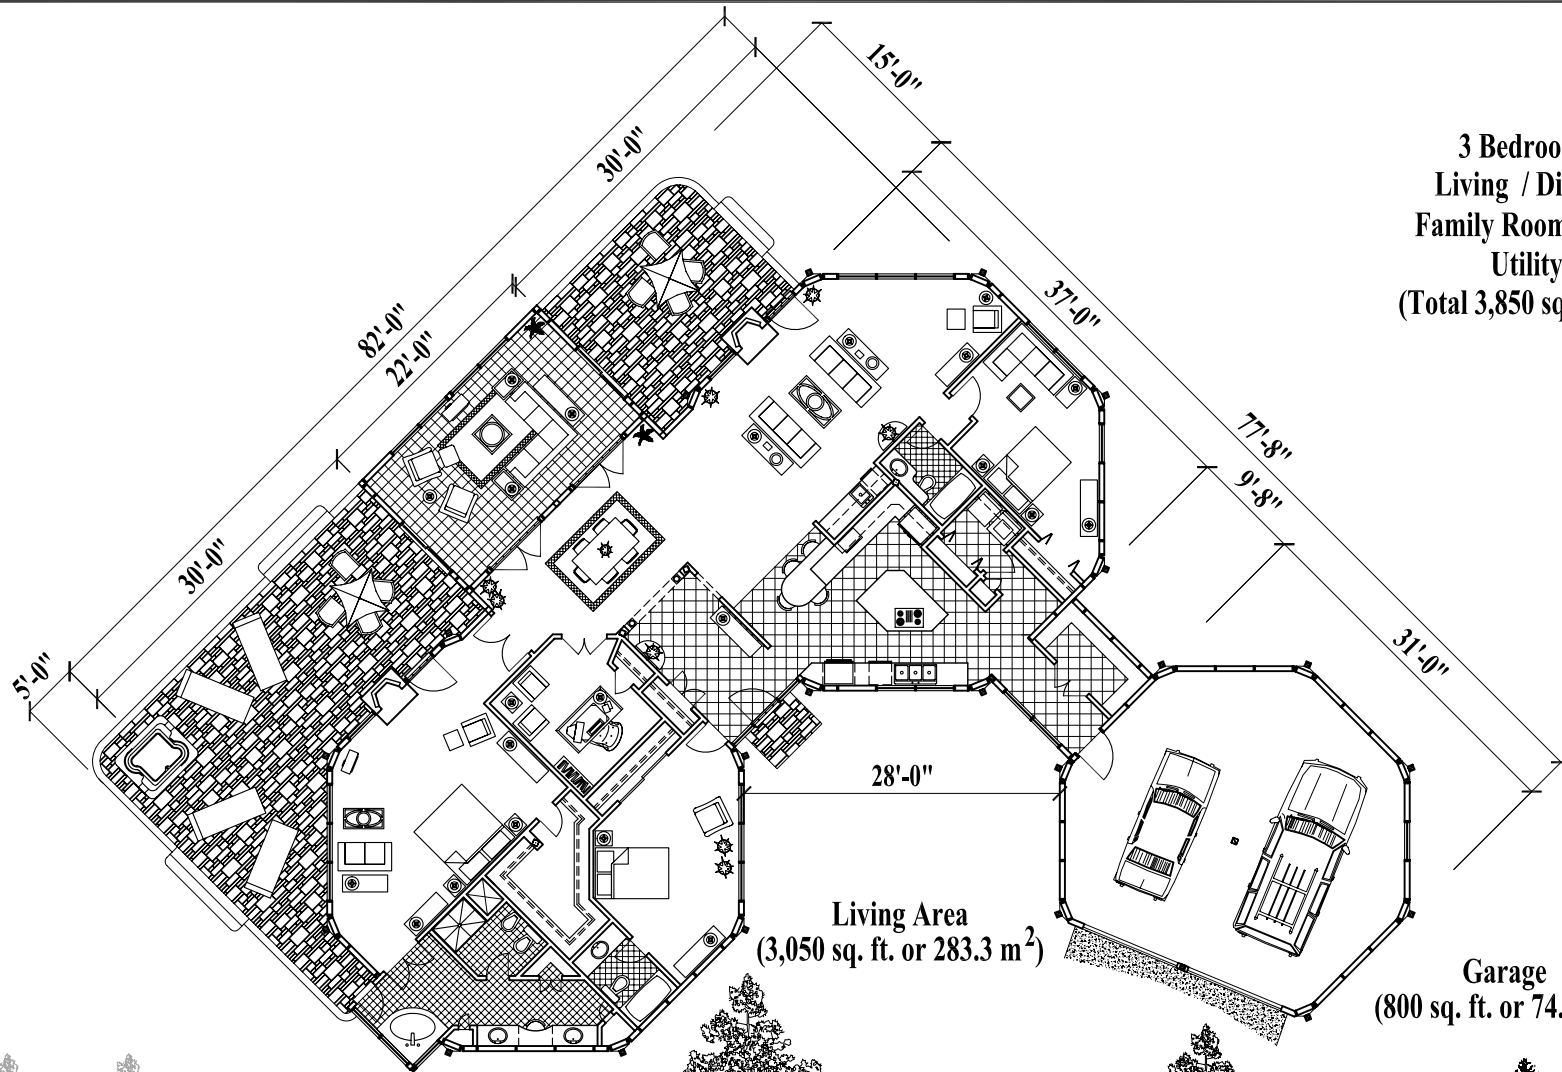 15'-0"
30'-0"
3 Bedroo
Living / Di
Family Room
Utility
(Total 3,850 sq
37'-0"
82'-0"
22'-0"
77'-8"
9'-8"
30'-0"
31'-0"
5'-0"
28'-0"
Living Area
(3,050 sq. ft. or 283.3 m²)
Garage
(800 sq. ft. or 74.